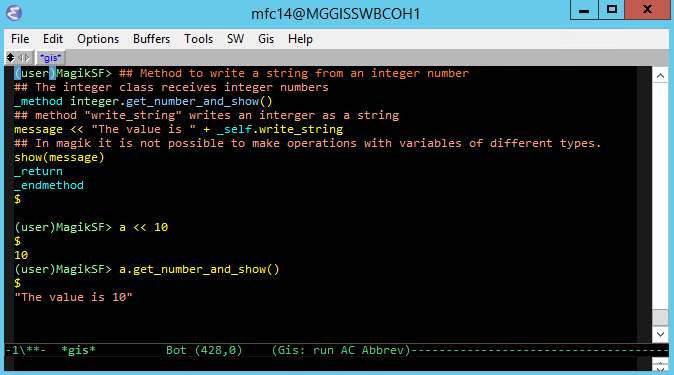 mfc14@MGGISSWBCOH1
File Edit Options Buffers Tools SW Gis Help
*gis*
(user)MagikSF> ## Method to write a string from an integer number
## The integer class receives integer numbers
_method integer.get_number_and_show()
## method "write_string" writes an interger as a string
message << "The value is " + _self.write_string
## In magik it is not possible to make operations with variables of different types.
show(message)
_return
_endmethod
$
(user)MagikSF> a << 10
$
10
(user)MagikSF> a.get_number_and_show()
$
"The value is 10"
-1\**- *gis* Bot (428,0) (Gis: run AC Abbrev)--------------------------------------